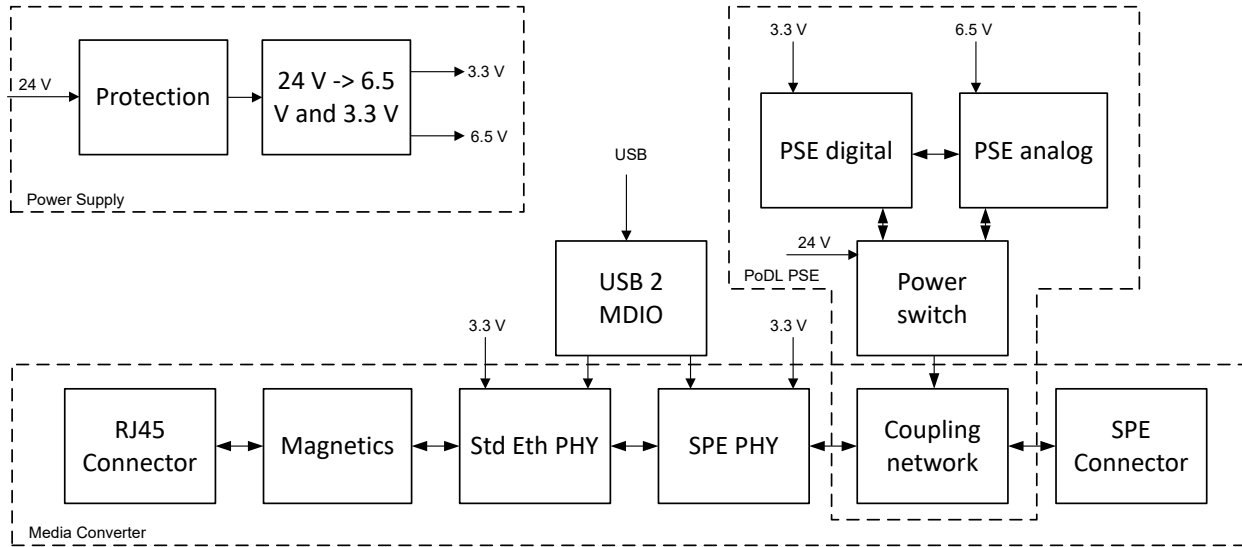 24 V
Protection
24 V -> 6.5
V and 3.3 V
3.3 V
6.5 V
Power Supply
3.3 V
6.5 V
PSE digital
PSE analog
24 V
Power
switch
PoDL PSE
USB
USB 2
MDIO
3.3 V
3.3 V
RJ45
Connector
Magnetics
Std Eth PHY
SPE PHY
Coupling
network
SPE
Connector
Media Converter